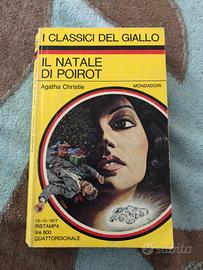 I CLASSICI DEL GIALLO
IL NATALE
DI POIROT
Agatha Christie
MONDADORI
13-12-1977
RISTAMPA
lire 800
QUATTORDICINALE
subito